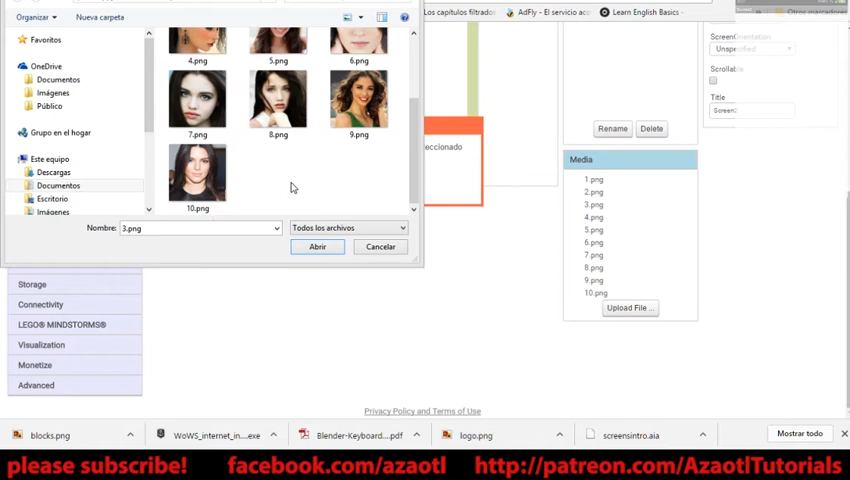 Organizar
Nueva carpeta
Los capítulos filtrados
AdFly - El servicio aco
Learn English Basics -
Otros marcadores
Favoritos
OneDrive
Documentos
Imágenes
Público
Grupo en el hogar
Este equipo
Descargas
Documentos
Escritorio
Imágenes
4.png
5.png
6.png
7.png
8.png
9.png
10.png
Nombre:
3.png
Todos los archivos
Abrir
Cancelar
eccionado
Rename
Delete
Media
1.png
2.png
3.png
4.png
5.png
6.png
7.png
8.png
9.png
10.png
Upload File ...
Scrollable
Title
Storage
Connectivity
LEGO® MINDSTORMS®
Visualization
Monetize
Advanced
Privacy Policy and Terms of Use
blocks.png
WoWS_internet_in....exe
Blender-Keyboard....pdf
logo.png
screensintro.aia
Mostrar todo
please subscribe!
facebook.com/azaotl
http://patreon.com/AzaotlTutorials